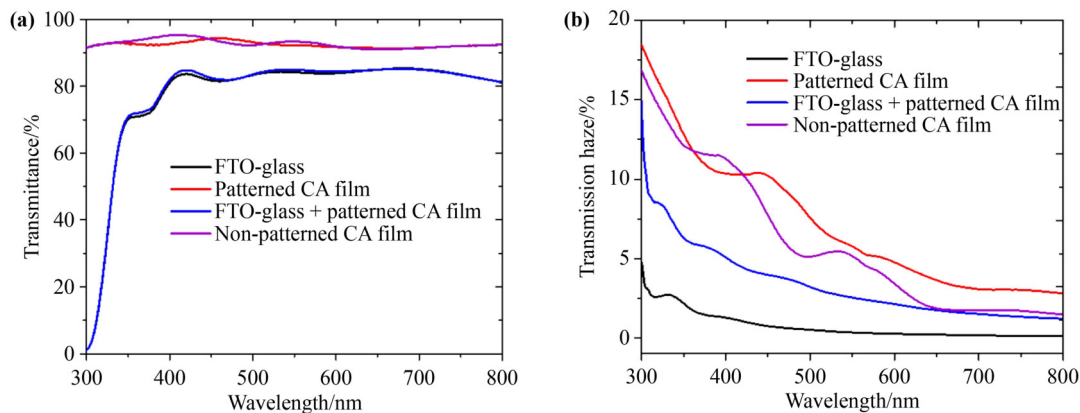 (a)
100
80
60
40
20
0
Transmittance/%
FTO-glass
Patterned CA film
FTO-glass + patterned CA film
Non-patterned CA film
300
400
500
600
700
800
Wavelength/nm
(b)
20
15
10
5
0
Transmission haze/%
FTO-glass
Patterned CA film
FTO-glass + patterned CA film
Non-patterned CA film
300
400
500
600
700
800
Wavelength/nm